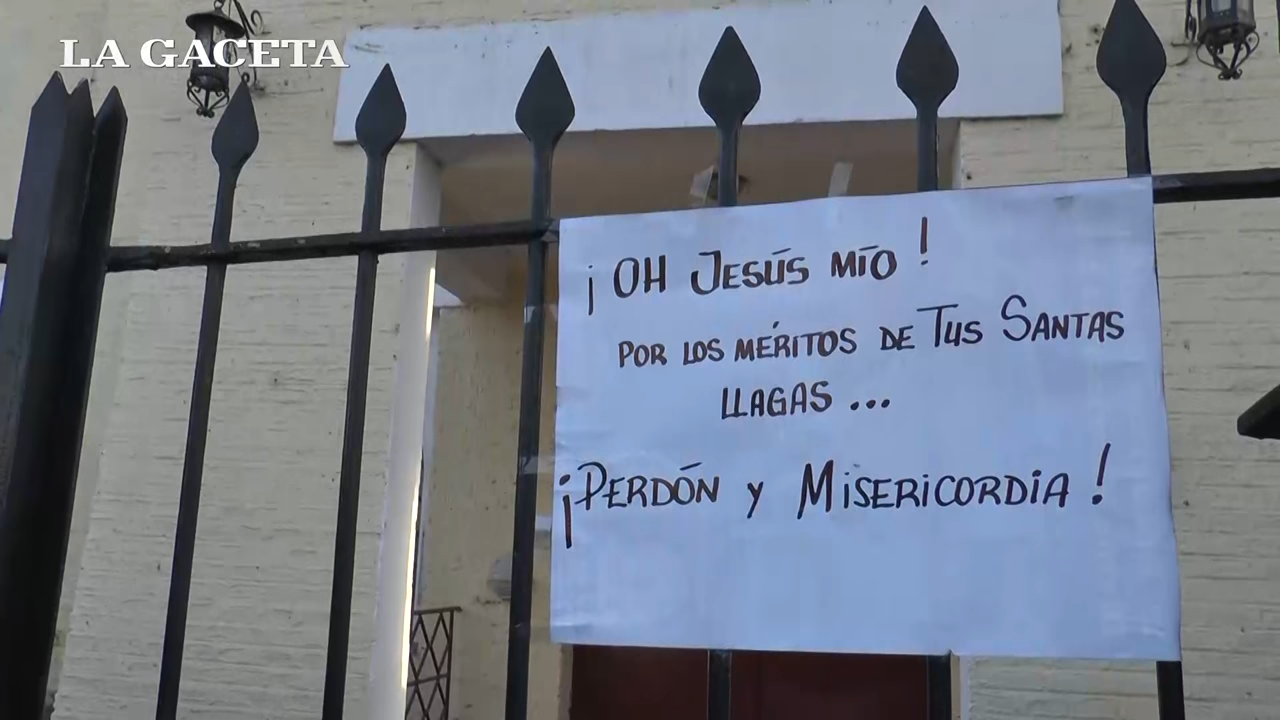 LA GACETA
¡ OH JESÚS MÍO !
POR LOS MÉRITOS DE TUS SANTAS
LLAGAS ...
¡PERDÓN Y MISERICORDIA !